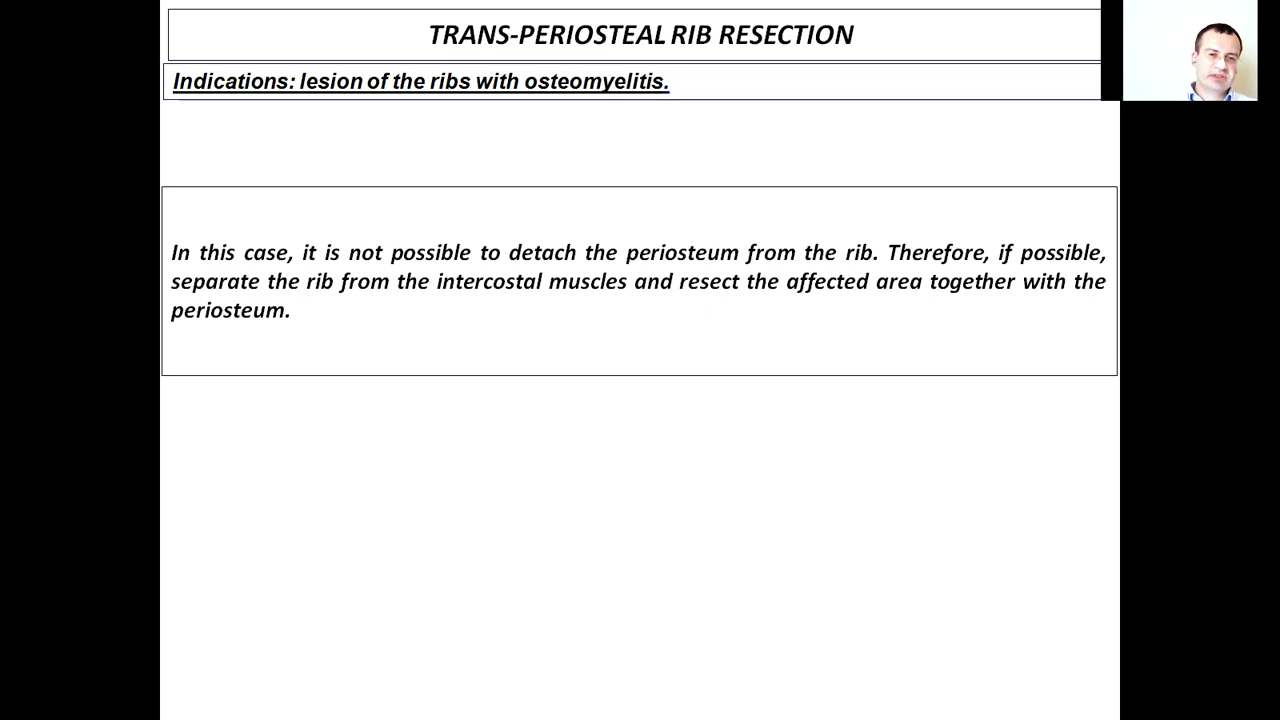 TRANS-PERIOSTEAL RIB RESECTION
Indications: lesion of the ribs with osteomyelitis.
In this case, it is not possible to detach the periosteum from the rib. Therefore, if possible,
separate the rib from the intercostal muscles and resect the affected area together with the
periosteum.